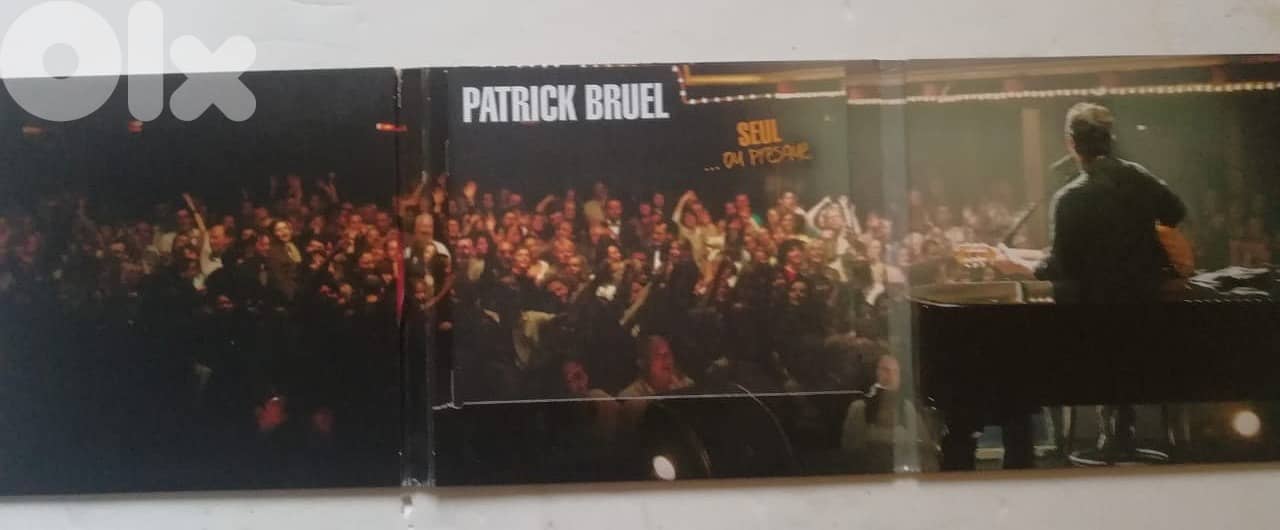 olx
PATRICK BRUEL
SEUL
... ou presque